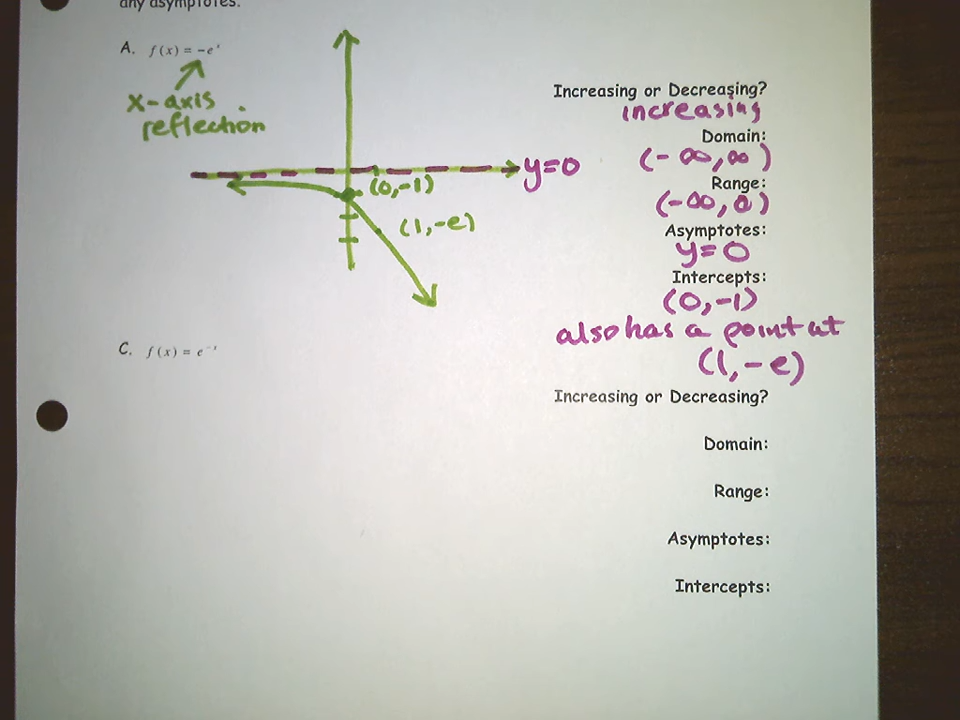 any asymptotes.
A. f(x) = -eˣ
x-axis
reflection
y=0
(0,-1)
(1,-e)
Increasing or Decreasing?
increasing
Domain:
(-∞,∞)
Range:
(-∞,0)
Asymptotes:
y=0
Intercepts:
(0,-1)
also has a point at
(1,-e)
C. f(x) = e⁻ˣ
Increasing or Decreasing?
Domain:
Range:
Asymptotes:
Intercepts: